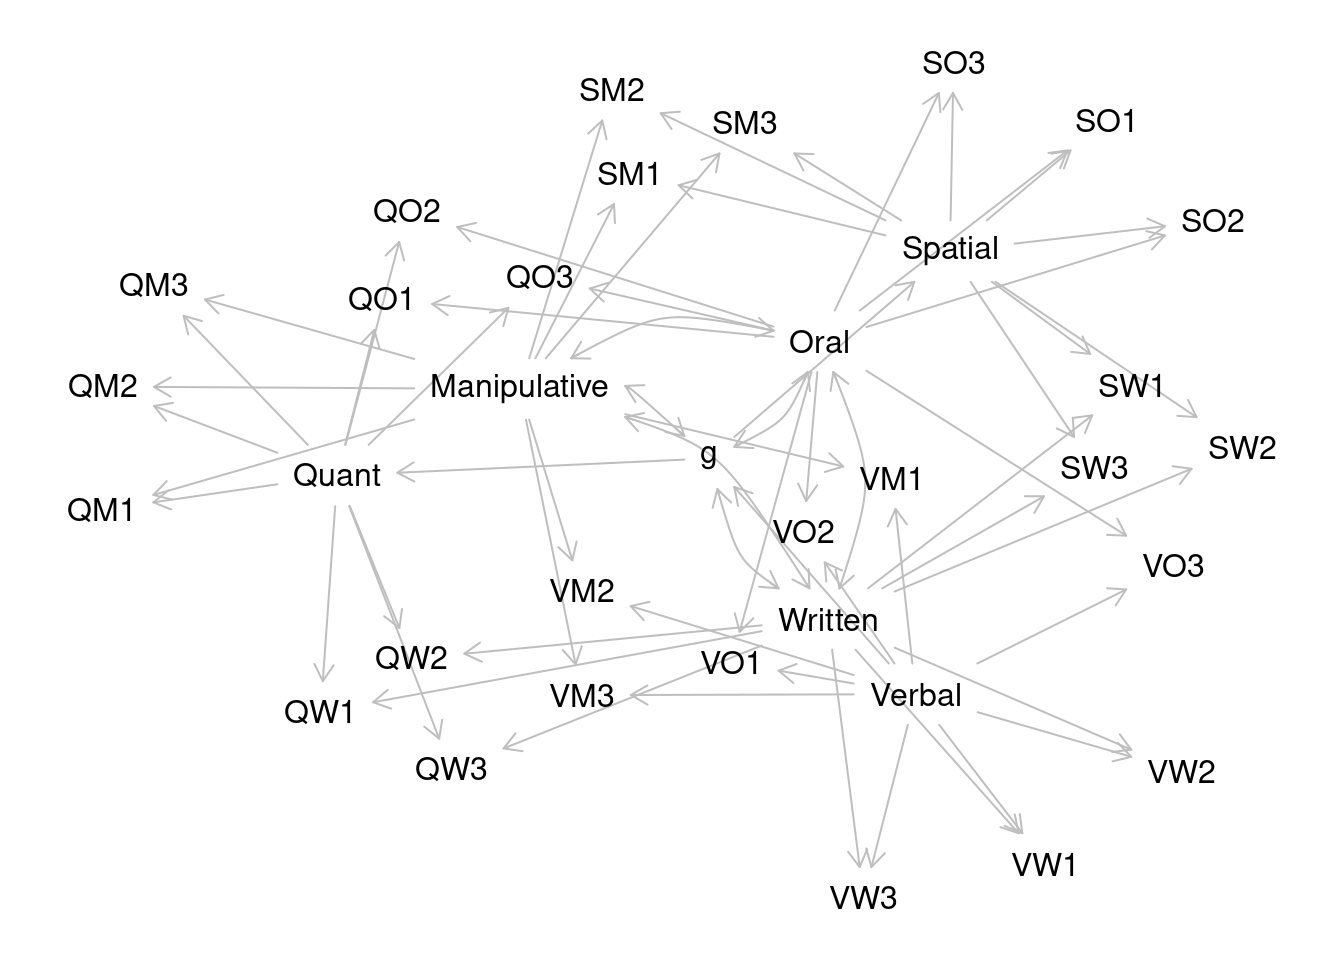 SO3
SM2
SM3
SO1
SM1
QO2
SO2
Spatial
QO3
QM3
QO1
Oral
QM2
Manipulative
SW1
g
SW2
SW3
Quant
VM1
QM1
VO2
VO3
VM2
Written
QW2
VO1
VM3
Verbal
QW1
QW3
VW2
VW1
VW3